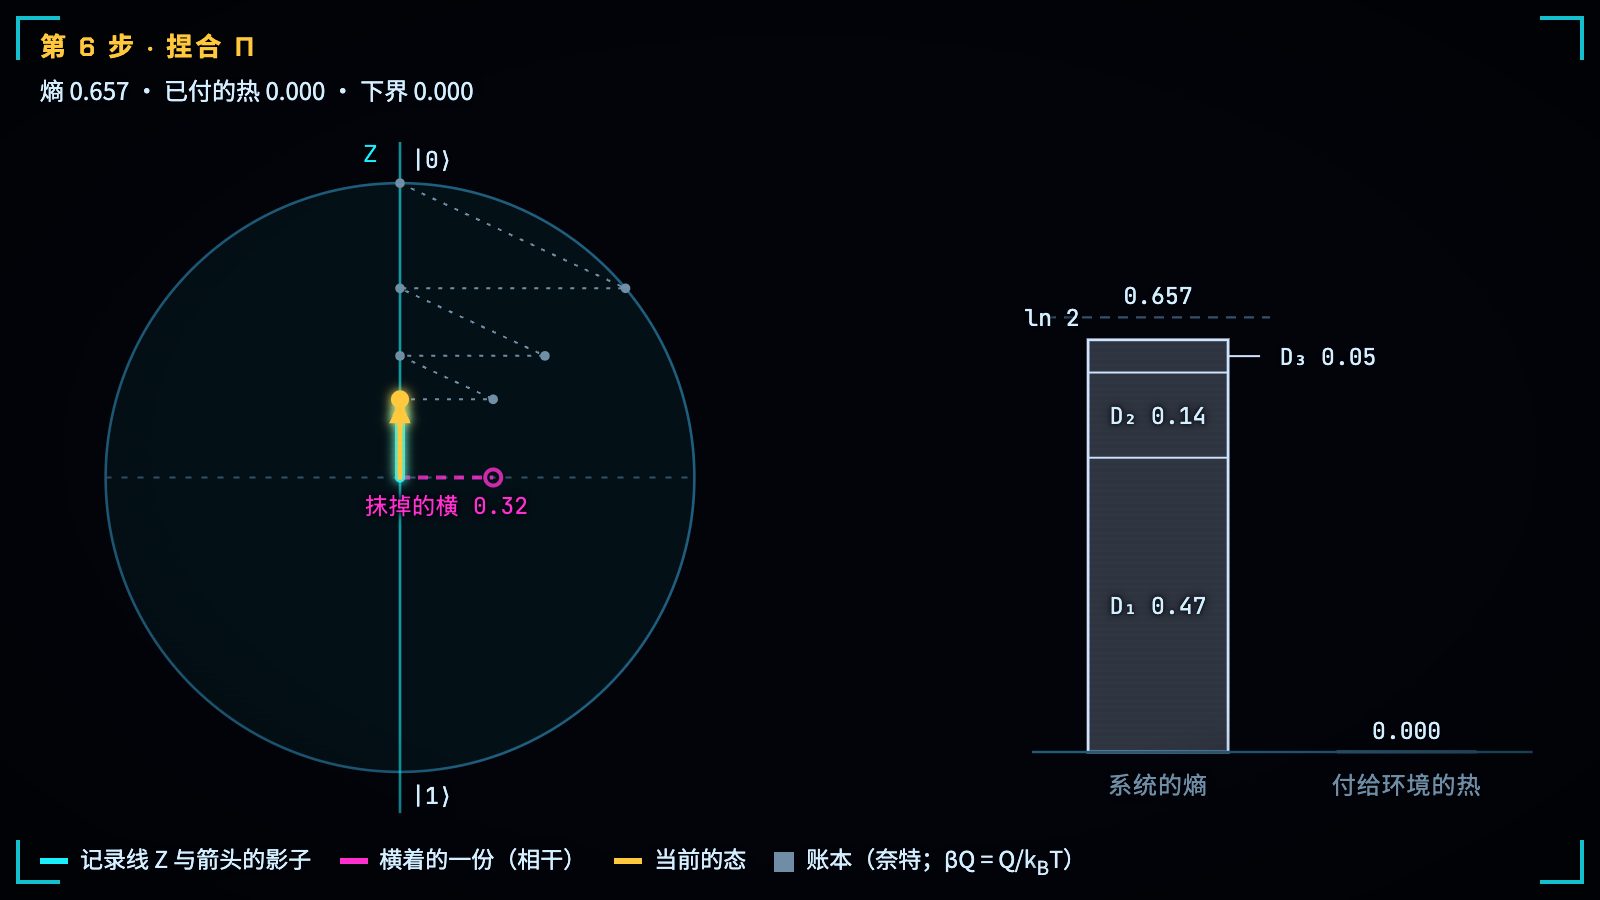 第 6 步 · 捏合 Π
熵 0.657 • 已付的热 0.000 • 下界 0.000
Z
|0⟩
抹掉的横 0.32
|1⟩
0.657
ln 2
D₃ 0.05
D₂ 0.14
D₁ 0.47
0.000
系统的熵
付给环境的热
记录线 Z 与箭头的影子
横着的一份（相干）
当前的态
账本（奈特；βQ = Q/k_BT）